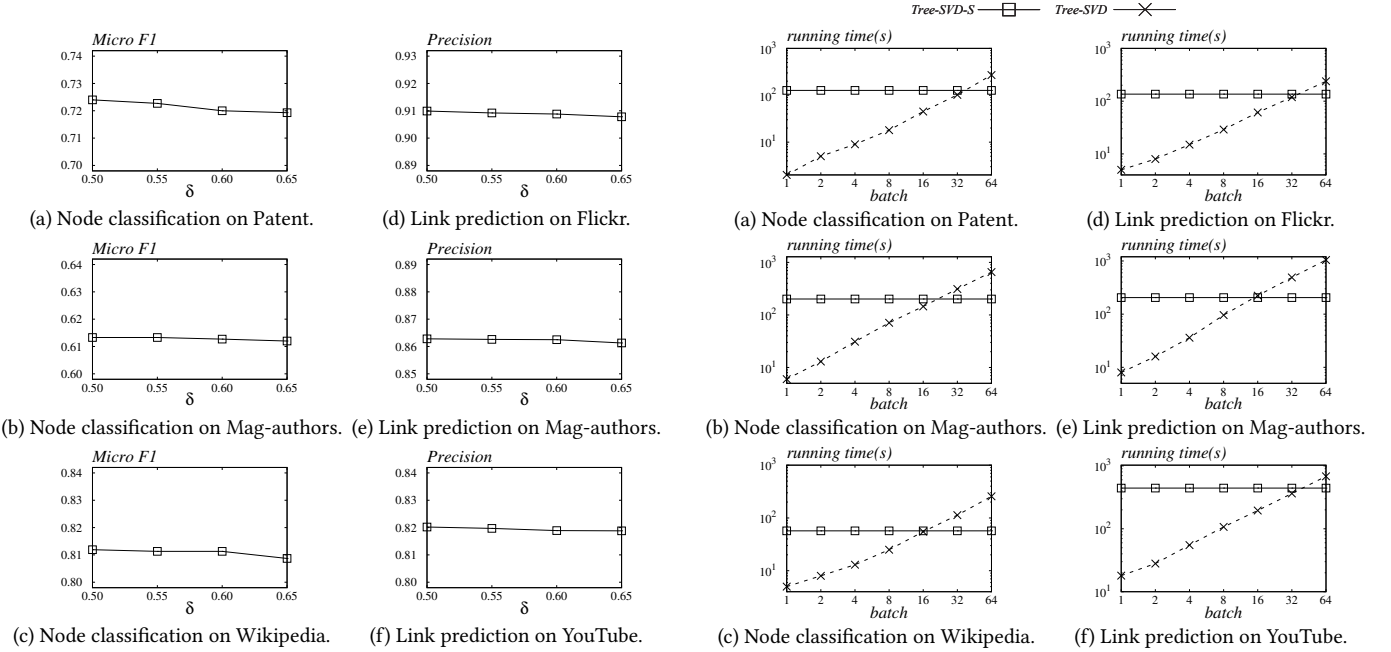 Tree-SVD-S Tree-SVD
Micro F1
0.74
0.73
0.72
0.71
0.70
0.50 0.55 0.60 0.65
δ
(a) Node classification on Patent.
Precision
0.93
0.92
0.91
0.90
0.89
0.50 0.55 0.60 0.65
δ
(d) Link prediction on Flickr.
Micro F1
0.64
0.63
0.62
0.61
0.60
0.50 0.55 0.60 0.65
δ
(b) Node classification on Mag-authors.
Precision
0.89
0.88
0.87
0.86
0.85
0.50 0.55 0.60 0.65
δ
(e) Link prediction on Mag-authors.
Micro F1
0.84
0.83
0.82
0.81
0.80
0.50 0.55 0.60 0.65
δ
(c) Node classification on Wikipedia.
Precision
0.84
0.83
0.82
0.81
0.80
0.50 0.55 0.60 0.65
δ
(f) Link prediction on YouTube.
running time(s)
10³
10²
10¹
1 2 4 8 16 32 64
batch
(a) Node classification on Patent.
running time(s)
10³
10²
10¹
1 2 4 8 16 32 64
batch
(d) Link prediction on Flickr.
running time(s)
10³
10²
10¹
1 2 4 8 16 32 64
batch
(b) Node classification on Mag-authors.
running time(s)
10³
10²
10¹
1 2 4 8 16 32 64
batch
(e) Link prediction on Mag-authors.
running time(s)
10³
10²
10¹
1 2 4 8 16 32 64
batch
(c) Node classification on Wikipedia.
running time(s)
10³
10²
10¹
1 2 4 8 16 32 64
batch
(f) Link prediction on YouTube.